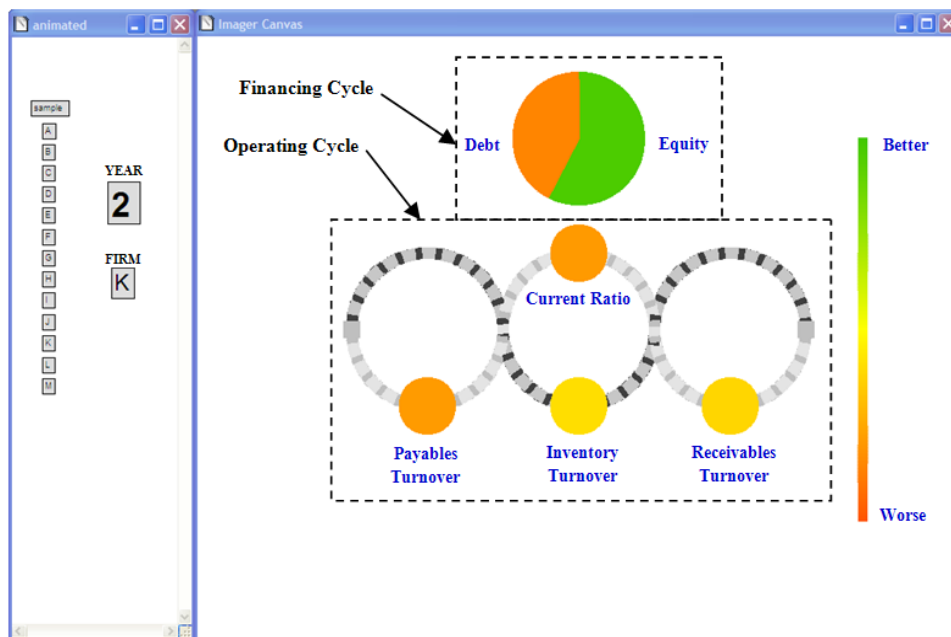 animated
Imager Canvas
sample
A
B
C
D
E
F
G
H
I
J
K
L
M
YEAR
2
FIRM
K
Financing Cycle
Operating Cycle
Debt
Equity
Current Ratio
Payables
Turnover
Inventory
Turnover
Receivables
Turnover
Better
Worse